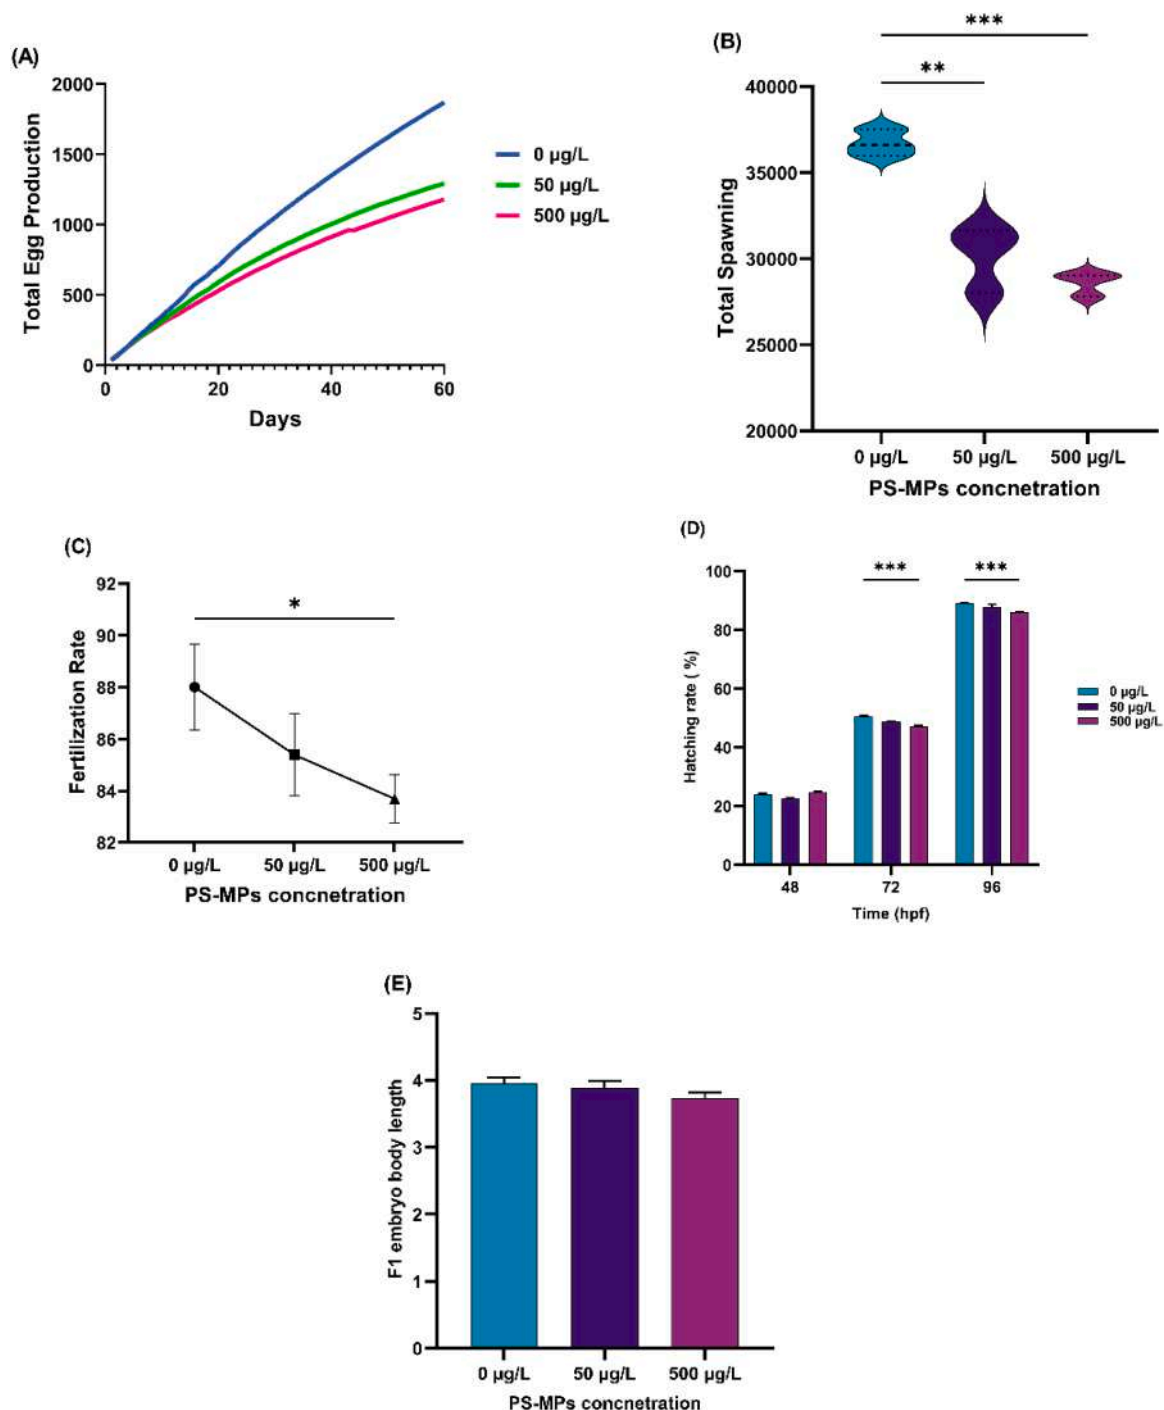 (A)
Total Egg Production
2000
1500
1000
500
0
0 20 40 60
Days
0 µg/L
50 µg/L
500 µg/L
(B)
***
**
Total Spawning
40000
35000
30000
25000
20000
0 µg/L 50 µg/L 500 µg/L
PS-MPs concnetration
(C)
*
Fertilization Rate
92
90
88
86
84
82
0 µg/L 50 µg/L 500 µg/L
PS-MPs concnetration
(D)
*** ***
Hatching rate ( %)
100
80
60
40
20
0
48 72 96
Time (hpf)
0 µg/L
50 µg/L
500 µg/L
(E)
F1 embryo body length
5
4
3
2
1
0
0 µg/L 50 µg/L 500 µg/L
PS-MPs concnetration